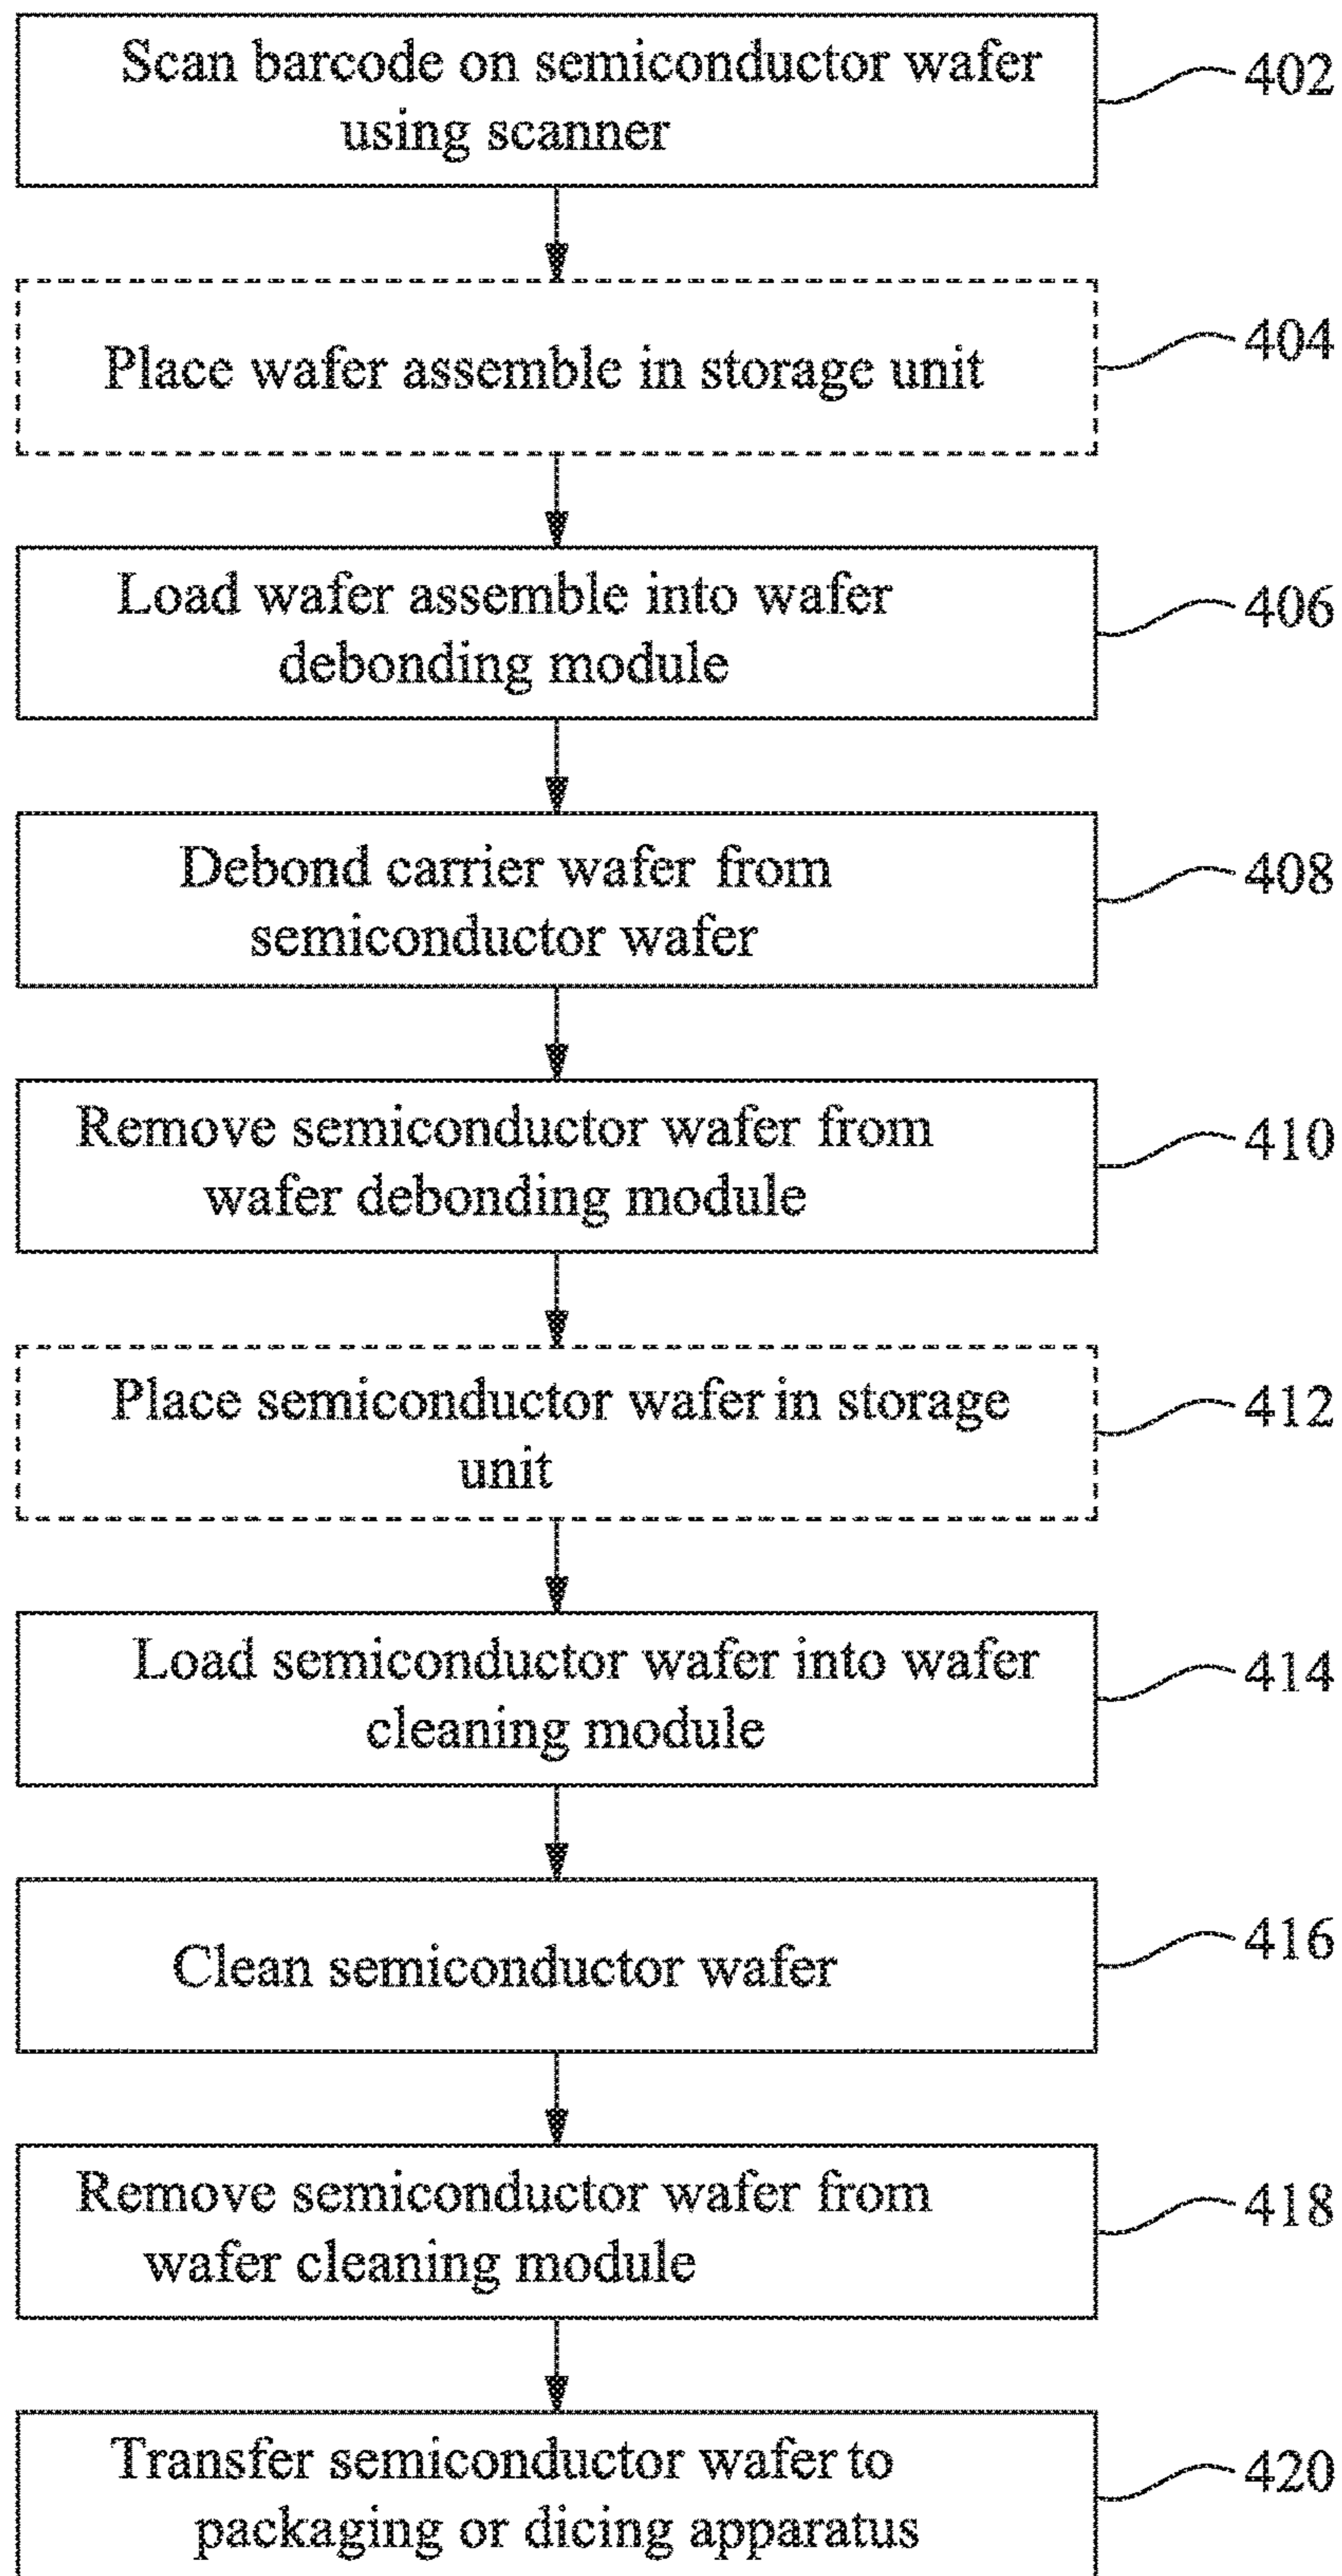 Scan barcode on semiconductor wafer
using scanner
402
Place wafer assemble in storage unit
404
Load wafer assemble into wafer
debonding module
406
Debond carrier wafer from
semiconductor wafer
408
Remove semiconductor wafer from
wafer debonding module
410
Place semiconductor wafer in storage
unit
412
Load semiconductor wafer into wafer
cleaning module
414
Clean semiconductor wafer
416
Remove semiconductor wafer from
wafer cleaning module
418
Transfer semiconductor wafer to
packaging or dicing apparatus
420